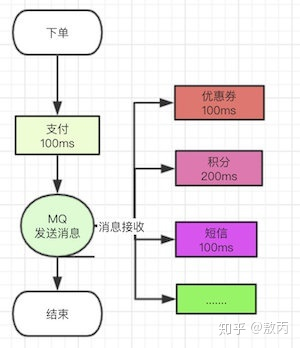 下单
支付
100ms
MQ
发送消息
结束
消息接收
优惠券
100ms
积分
200ms
短信
100ms
.......
知乎 @敖丙